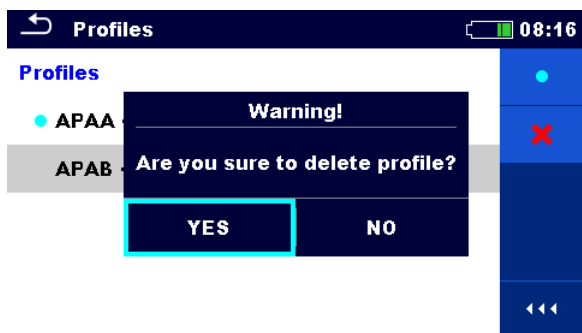 Profiles
08:16
Profiles
APAA -
APAB -
Warning!
Are you sure to delete profile?
YES
NO